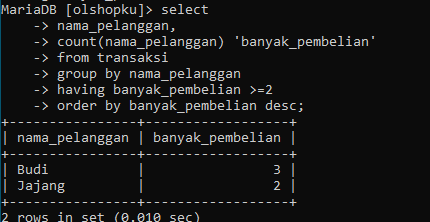 MariaDB [olshopku]> select
    -> nama_pelanggan,
    -> count(nama_pelanggan) 'banyak_pembelian'
    -> from transaksi
    -> group by nama_pelanggan
    -> having banyak_pembelian >=2
    -> order by banyak_pembelian desc;
+----------------+------------------+
| nama_pelanggan | banyak_pembelian |
+----------------+------------------+
| Budi           |                3 |
| Jajang         |                2 |
+----------------+------------------+
2 rows in set (0.010 sec)